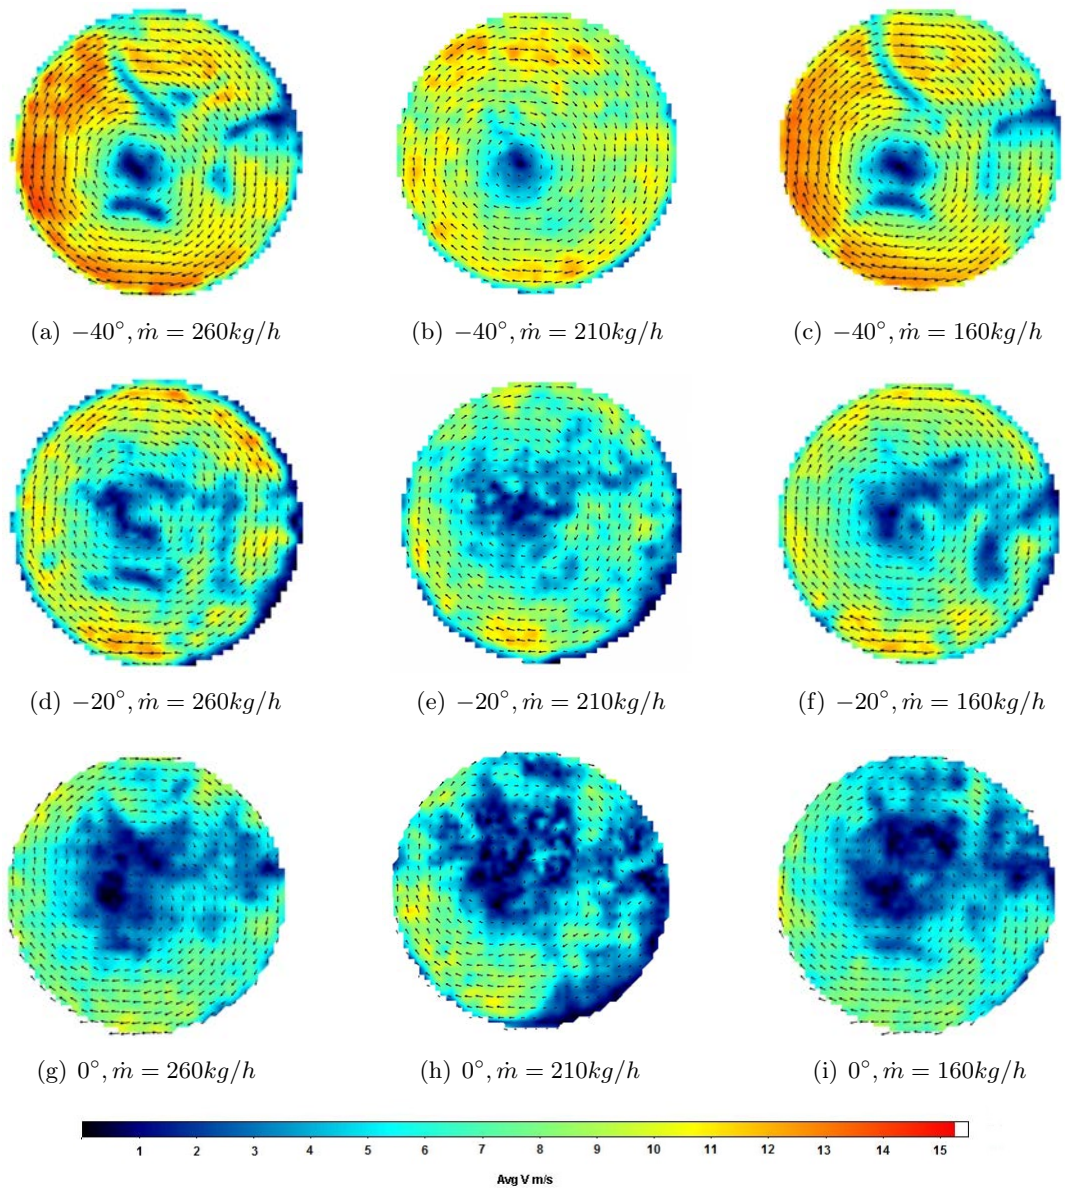 (a) −40°, ṁ = 260kg/h
(b) −40°, ṁ = 210kg/h
(c) −40°, ṁ = 160kg/h
(d) −20°, ṁ = 260kg/h
(e) −20°, ṁ = 210kg/h
(f) −20°, ṁ = 160kg/h
(g) 0°, ṁ = 260kg/h
(h) 0°, ṁ = 210kg/h
(i) 0°, ṁ = 160kg/h
1 2 3 4 5 6 7 8 9 10 11 12 13 14 15
Avg V m/s